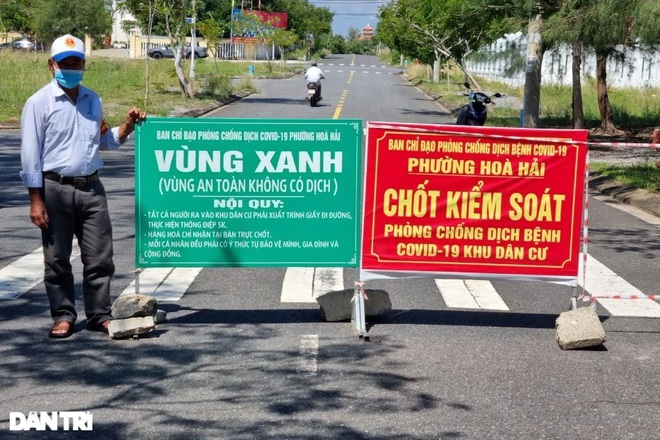 BAN CHỈ ĐẠO PHÒNG CHỐNG COVID-19 PHƯỜNG HOÀ HẢI
VÙNG XANH
(VÙNG AN TOÀN KHÔNG CÓ DỊCH)
NỘI QUY:
- TẤT CẢ NGƯỜI RA VÀO KHU DÂN CƯ PHẢI XUẤT TRÌNH GIẤY ĐI ĐƯỜNG,
THỰC HIỆN THÔNG ĐIỆP 5K.
- HÀNG HOÁ CHỈ NHẬN TẠI BÀN TRỰC CHỐT.
- MỖI CÁ NHÂN ĐỀU PHẢI CÓ Ý THỨC TỰ BẢO VỆ MÌNH, GIA ĐÌNH VÀ
CỘNG ĐỒNG.
BAN CHỈ ĐẠO PHÒNG CHỐNG DỊCH BỆNH COVID-19
PHƯỜNG HOÀ HẢI
CHỐT KIỂM SOÁT
PHÒNG CHỐNG DỊCH BỆNH
COVID-19 KHU DÂN CƯ
DÂN TRÍ